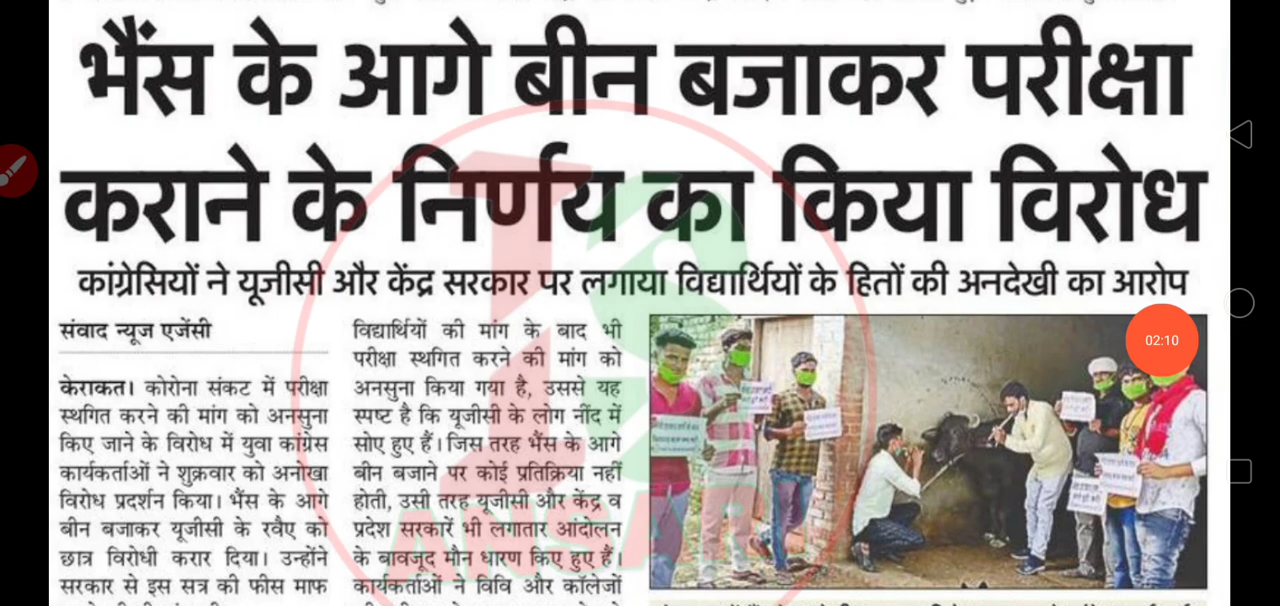 भैंस के आगे बीन बजाकर परीक्षा
कराने के निर्णय का किया विरोध
कांग्रेसियों ने यूजीसी और केंद्र सरकार पर लगाया विद्यार्थियों के हितों की अनदेखी का आरोप
संवाद न्यूज एजेंसी
केराकत। कोरोना संकट में परीक्षा
स्थगित करने की मांग को अनसुना
किए जाने के विरोध में युवा कांग्रेस
कार्यकर्ताओं ने शुक्रवार को अनोखा
विरोध प्रदर्शन किया। भैंस के आगे
बीन बजाकर यूजीसी के रवैए को
छात्र विरोधी करार दिया। उन्होंने
सरकार से इस सत्र की फीस माफ
विद्यार्थियों की मांग के बाद भी
परीक्षा स्थगित करने की मांग को
अनसुना किया गया है, उससे यह
स्पष्ट है कि यूजीसी के लोग नींद में
सोए हुए हैं। जिस तरह भैंस के आगे
बीन बजाने पर कोई प्रतिक्रिया नहीं
होती, उसी तरह यूजीसी और केंद्र व
प्रदेश सरकारें भी लगातार आंदोलन
के बावजूद मौन धारण किए हुए हैं।
कार्यकर्ताओं ने विवि और कॉलेजों
KS
ANSARI
02:10